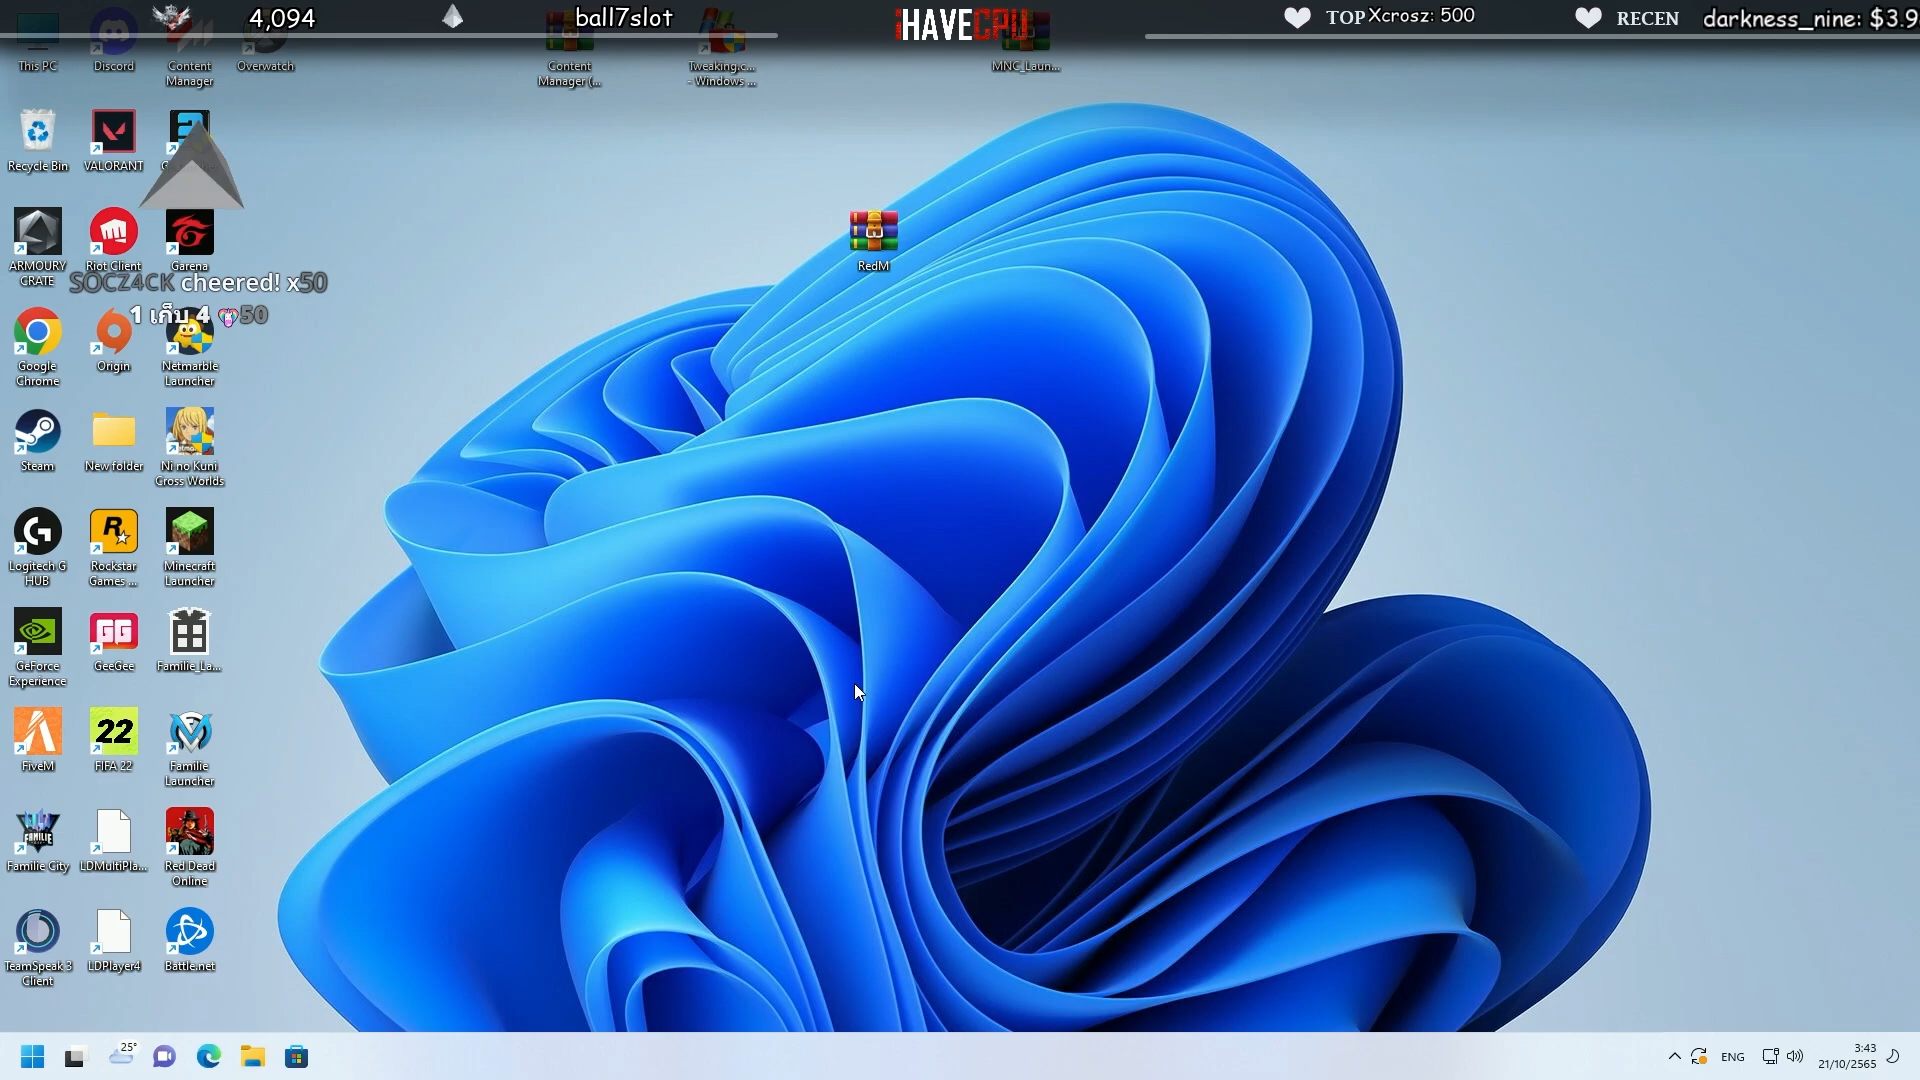 4,094
ball7slot
iHAVECPU
TOP Xcrosz: 500
RECEN
darkness_nine: $3.9
This PC
Discord
Content
Manager
Overwatch
Content
Manager (...
Tweaking.c...
- Windows ...
MNC_Laun...
Recycle Bin
VALORANT
ARMOURY
CRATE
Riot Client
Garena
RedM
SOCZ4CK cheered! x50
1 เก็บ 4 50
Google
Chrome
Origin
Netmarble
Launcher
Steam
New folder
Ni no Kuni
Cross Worlds
Logitech G
HUB
Rockstar
Games ...
Minecraft
Launcher
GeForce
Experience
GeeGee
Familie_La...
FiveM
22
FIFA 22
Familie
Launcher
Familie City
LDMultiPla...
Red Dead
Online
TeamSpeak 3
Client
LDPlayer4
Battle.net
25°
ENG
3:43
21/10/2565